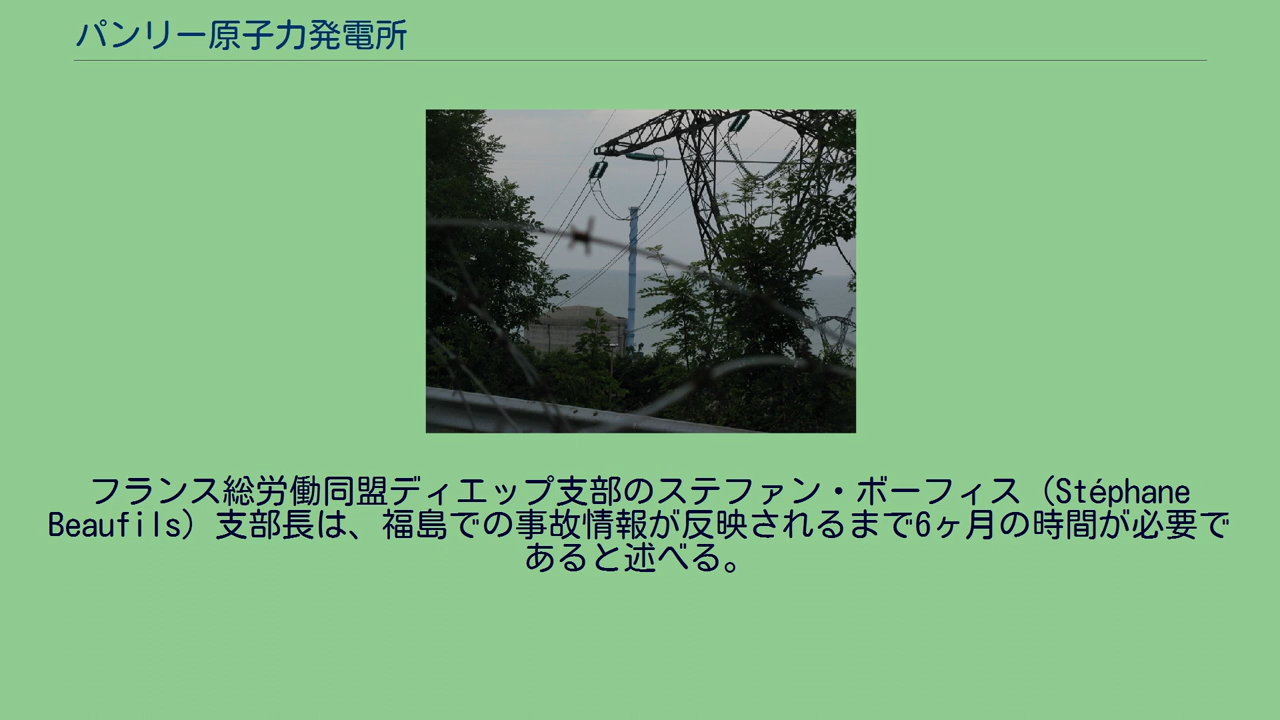 パンリー原子力発電所
フランス総労働同盟ディエップ支部のステファン・ボーフィス（Stéphane
Beaufils）支部長は、福島での事故情報が反映されるまで6ヶ月の時間が必要で
あると述べる。